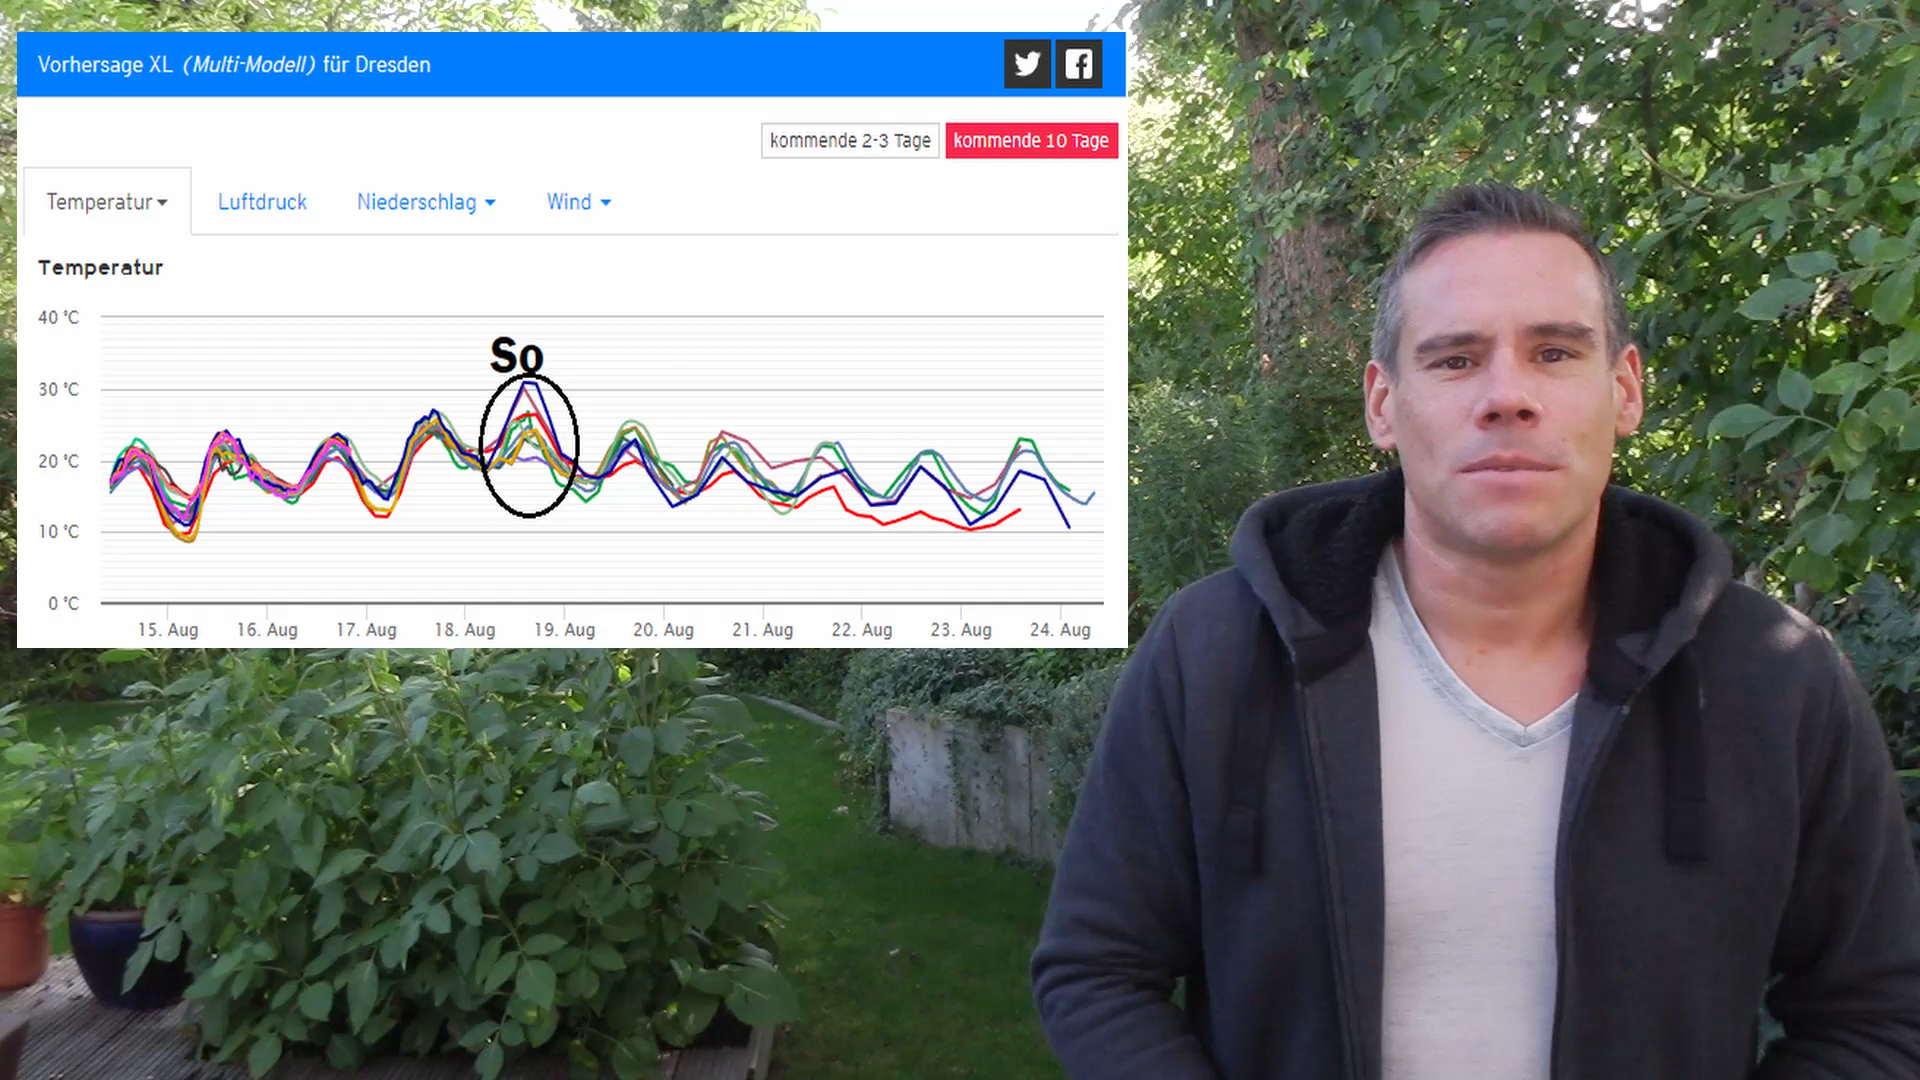 Vorhersage XL (Multi-Modell) für Dresden
kommende 2-3 Tage kommende 10 Tage
Temperatur Luftdruck Niederschlag Wind
Temperatur
40 °C
So
30 °C
20 °C
10 °C
0 °C
15. Aug 16. Aug 17. Aug 18. Aug 19. Aug 20. Aug 21. Aug 22. Aug 23. Aug 24. Aug